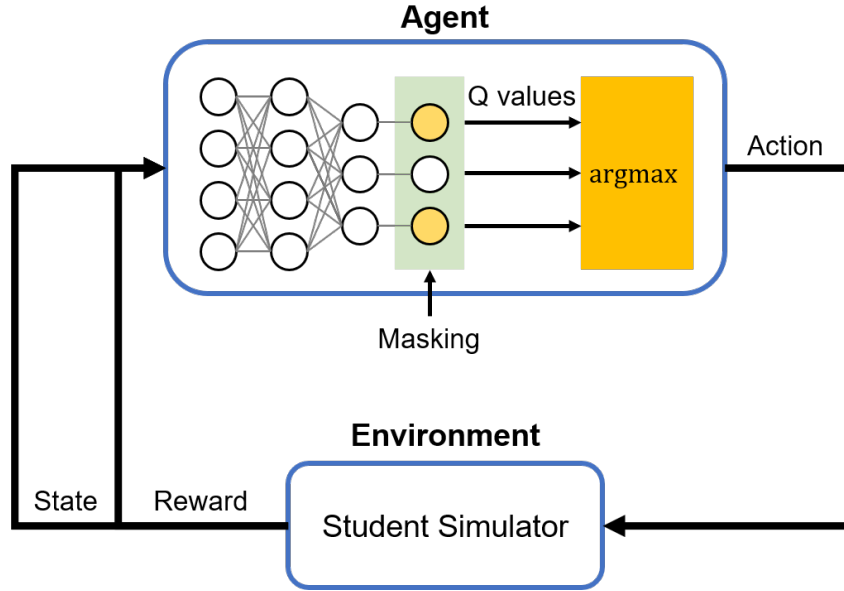 Agent
Q values
argmax
Action
Masking
Environment
State
Reward
Student Simulator